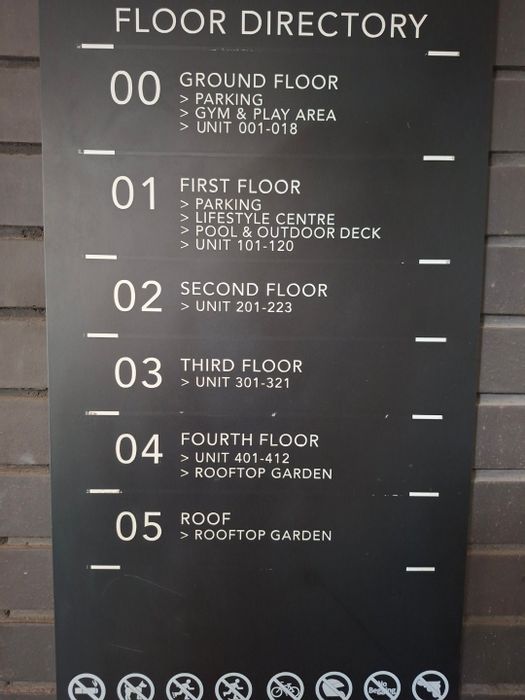 FLOOR DIRECTORY
00 GROUND FLOOR
> PARKING
> GYM & PLAY AREA
> UNIT 001-018
01 FIRST FLOOR
> PARKING
> LIFESTYLE CENTRE
> POOL & OUTDOOR DECK
> UNIT 101-120
02 SECOND FLOOR
> UNIT 201-223
03 THIRD FLOOR
> UNIT 301-321
04 FOURTH FLOOR
> UNIT 401-412
> ROOFTOP GARDEN
05 ROOF
> ROOFTOP GARDEN
No
Begging